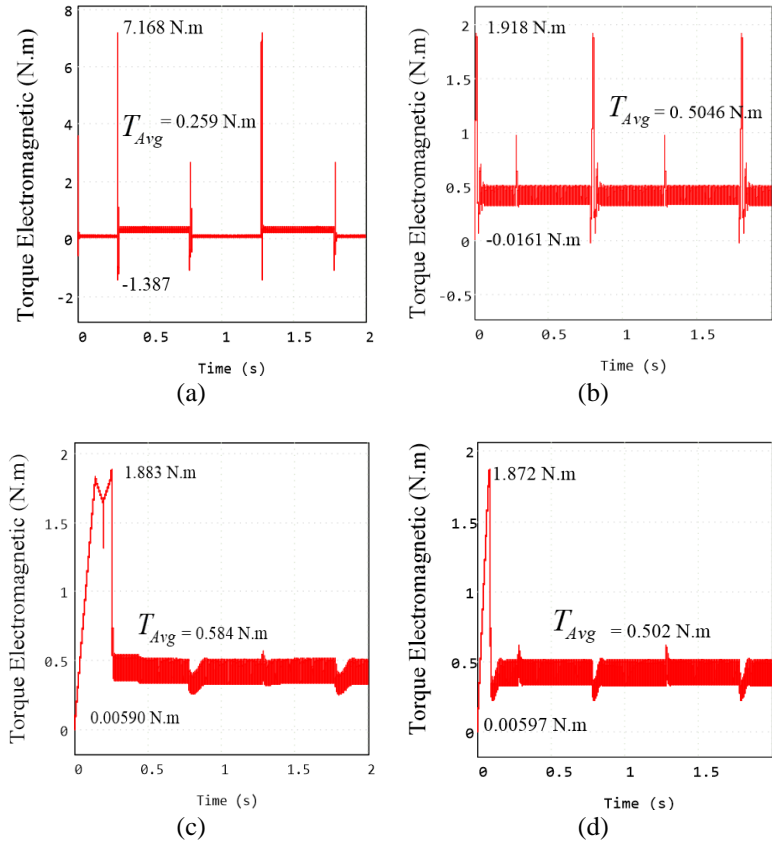 Torque Electromagnetic (N.m)
8
6
4
2
0
-2
7.168 N.m
T_Avg = 0.259 N.m
-1.387
0 0.5 1 1.5 2
Time (s)
(a)
Torque Electromagnetic (N.m)
2
1.5
1
0.5
0
-0.5
1.918 N.m
T_Avg = 0. 5046 N.m
-0.0161 N.m
0 0.5 1 1.5
Time (s)
(b)
Torque Electromagnetic (N.m)
2
1.5
1
0.5
0
1.883 N.m
T_Avg = 0.584 N.m
0.00590 N.m
0 0.5 1 1.5 2
Time (s)
(c)
Torque Electromagnetic (N.m)
2
1.5
1
0.5
0
1.872 N.m
T_Avg = 0.502 N.m
0.00597 N.m
0 0.5 1 1.5
Time (s)
(d)